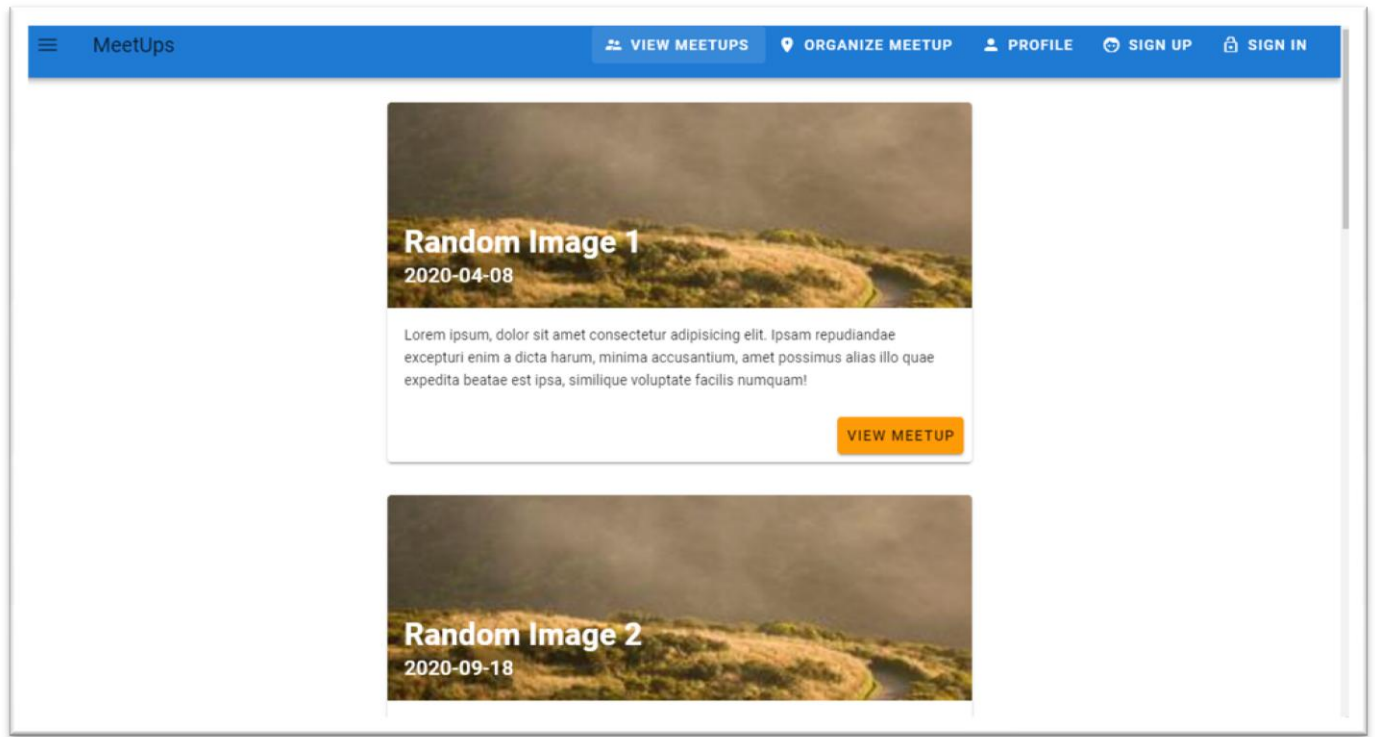 MeetUps VIEW MEETUPS ORGANIZE MEETUP PROFILE SIGN UP SIGN IN
Random Image 1
2020-04-08
Lorem ipsum, dolor sit amet consectetur adipisicing elit. Ipsam repudiandae
excepturi enim a dicta harum, minima accusantium, amet possimus alias illo quae
expedita beatae est ipsa, similique voluptate facilis numquam!
VIEW MEETUP
Random Image 2
2020-09-18